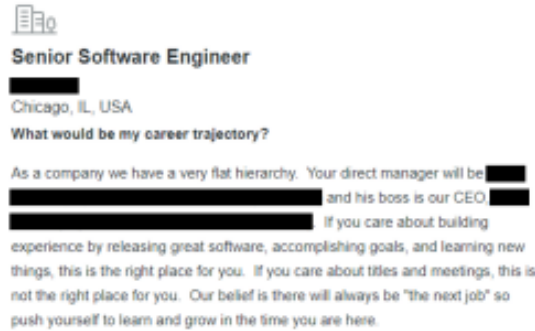 Senior Software Engineer
Chicago, IL, USA
What would be my career trajectory?
As a company we have a very flat hierarchy. Your direct manager will be
and his boss is our CEO,
. If you care about building
experience by releasing great software, accomplishing goals, and learning new
things, this is the right place for you. If you care about titles and meetings, this is
not the right place for you. Our belief is there will always be "the next job" so
push yourself to learn and grow in the time you are here.